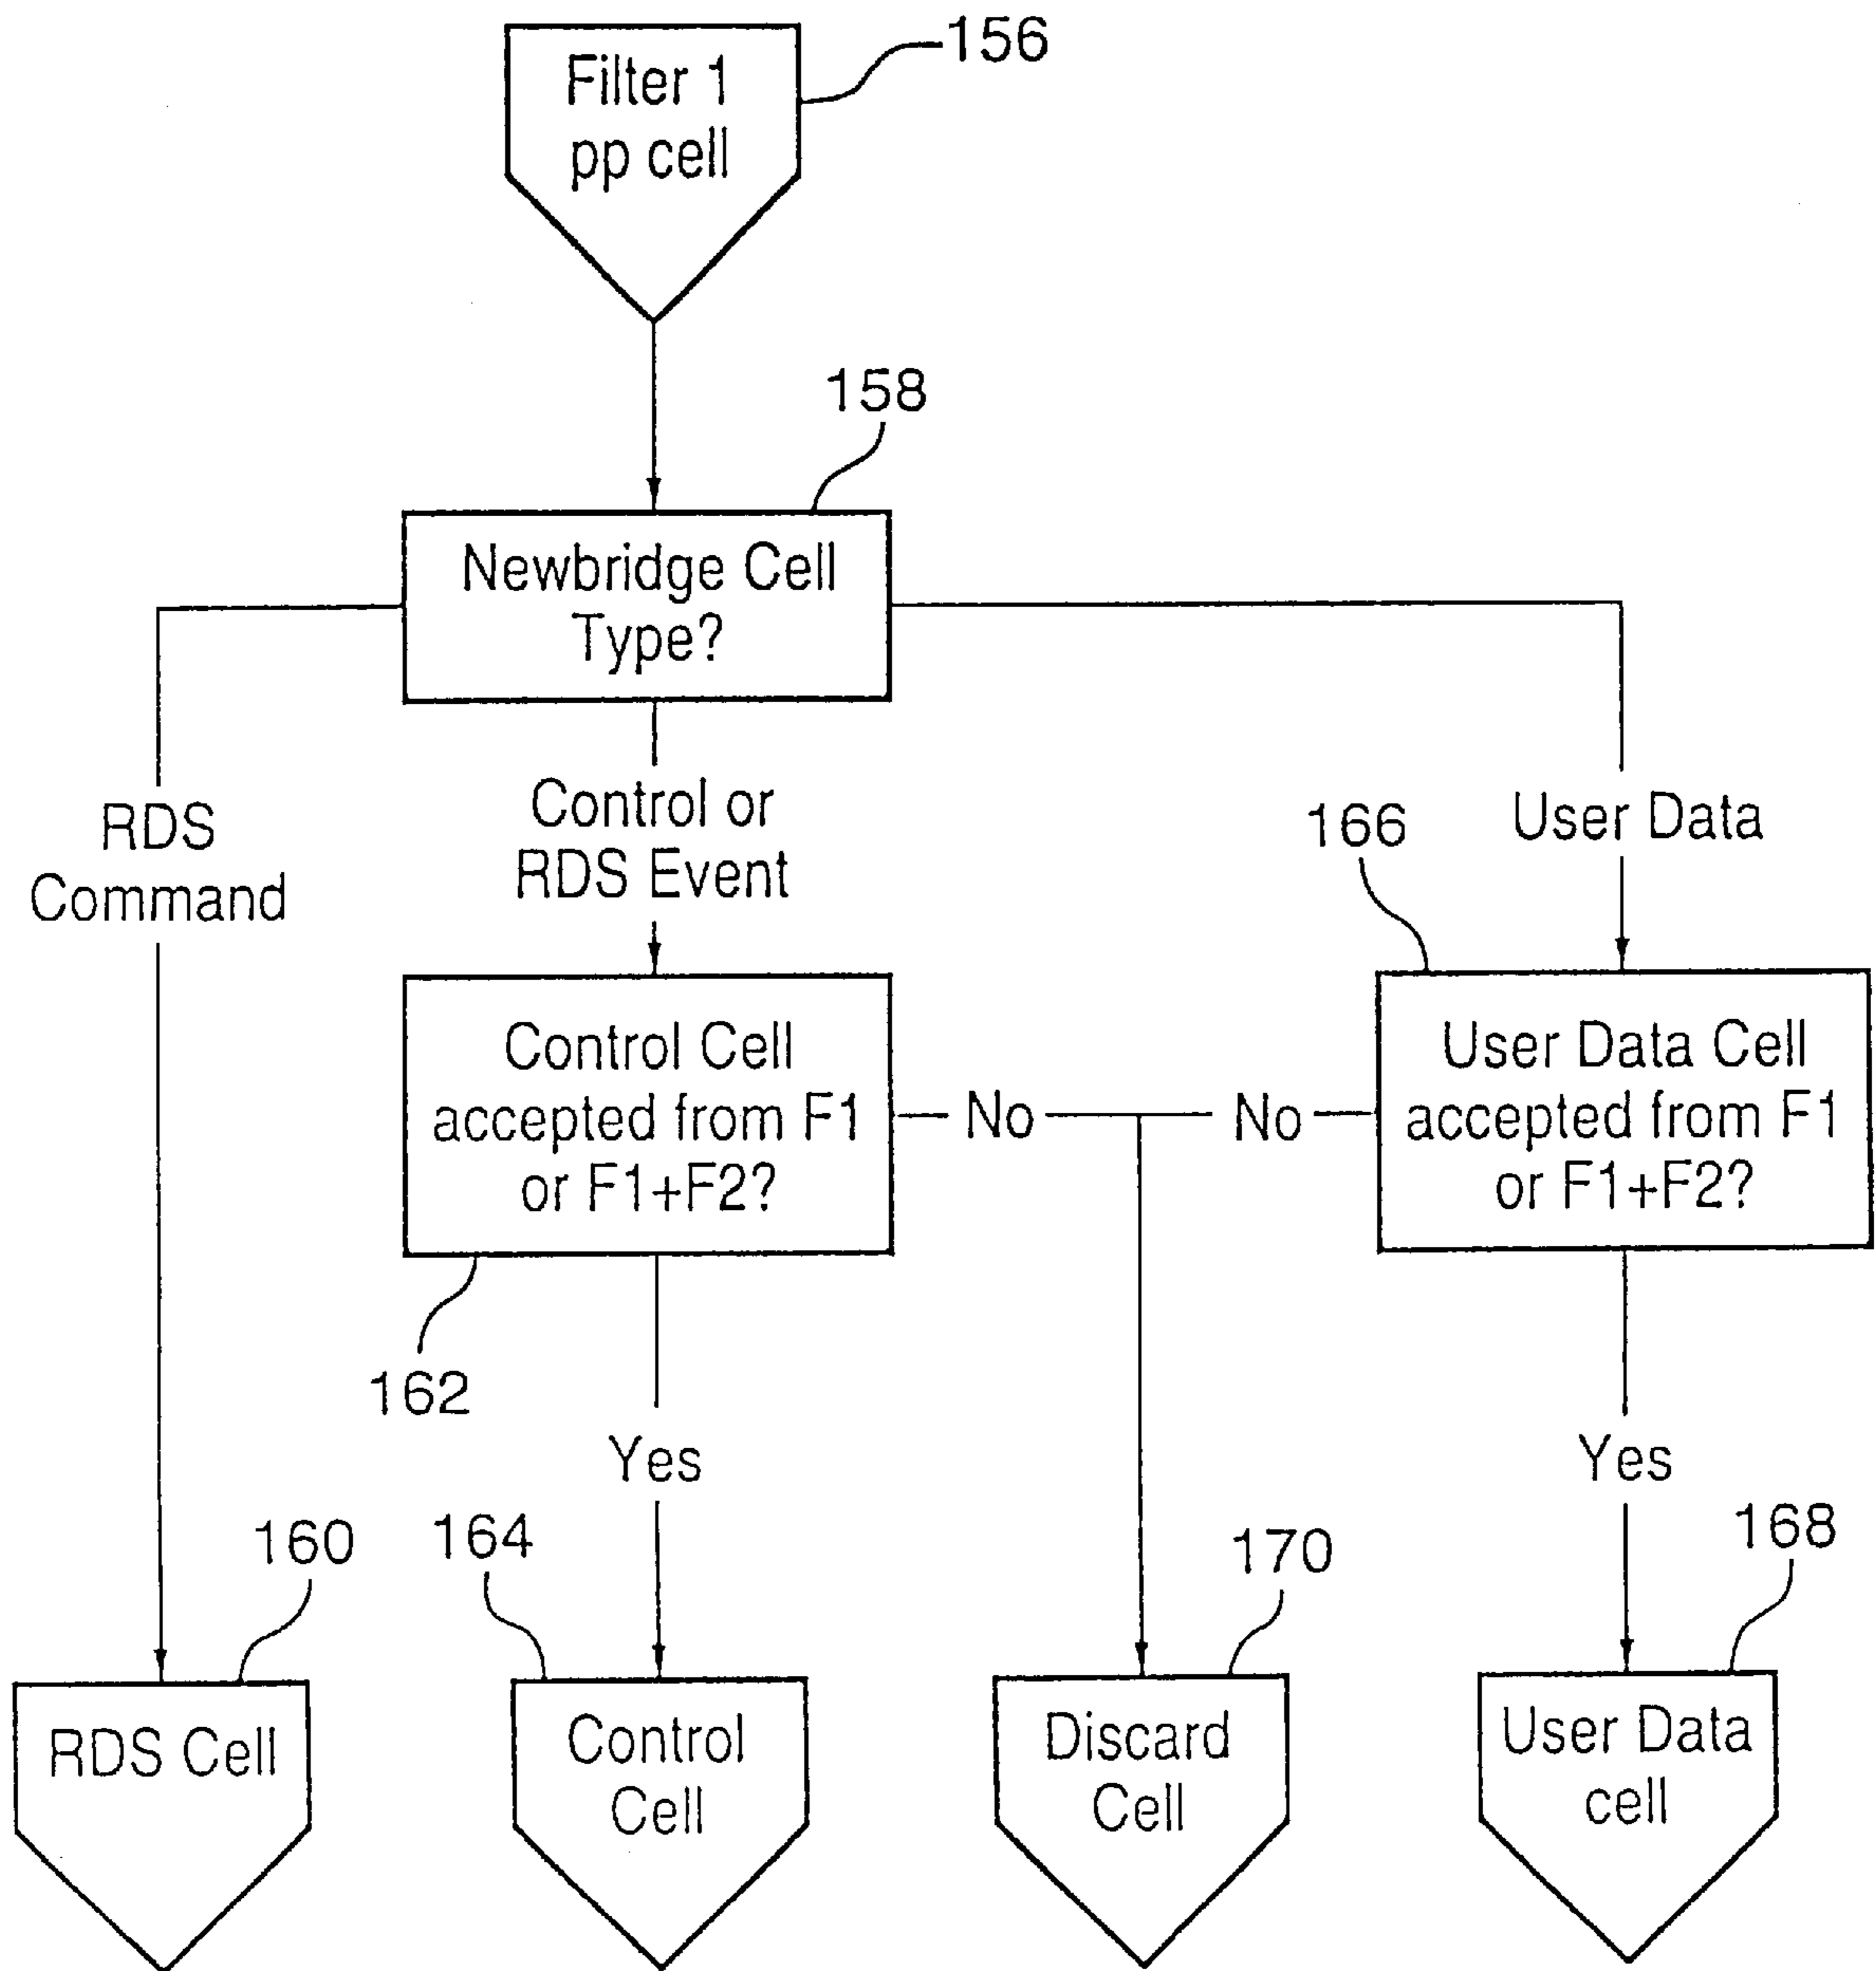 Filter 1
pp cell
156
158
Newbridge Cell
Type?
RDS
Command
Control or
RDS Event
166
User Data
Control Cell
accepted from F1
or F1+F2?
No
No
User Data Cell
accepted from F1
or F1+F2?
162
Yes
Yes
160
164
170
168
RDS Cell
Control
Cell
Discard
Cell
User Data
cell